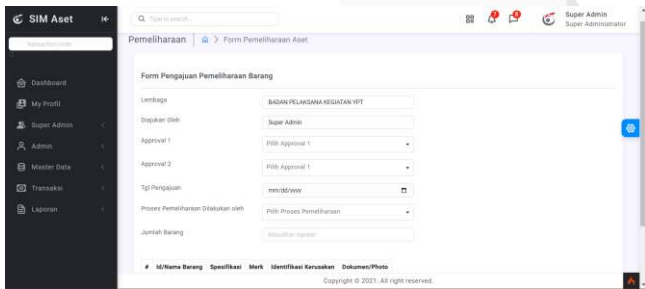 SIM Aset
Type to search...
7
9
Super Admin
Super Administrator
Pemeliharaan
Form Pemeliharaan Aset
Dashboard
My Profil
Super Admin
Admin
Master Data
Transaksi
Laporan
Form Pengajuan Pemeliharaan Barang
Lembaga
BADAN PELAKSANA KEGIATAN YPT
Diajukan Oleh
Super Admin
Approval 1
Pilih Approval 1
Approval 2
Pilih Approval 1
Tgl Pengajuan
mm/dd/yyyy
Proses Pemeliharaan Dilakukan oleh
Pilih Proses Pemeliharaan
Jumlah Barang
# Id/Nama Barang Spesifikasi Merk Identifikasi Kerusakan Dokumen/Photo
Copyright © 2021. All right reserved.